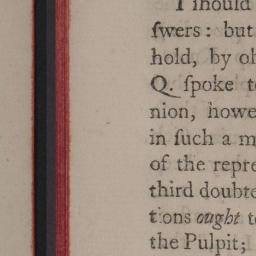 I ſhould
ſwers: but
hold, by
Q. ſpoke
nion, howe
in ſuch a m
of the repre
third doubte
tions ought
the Pulpit;